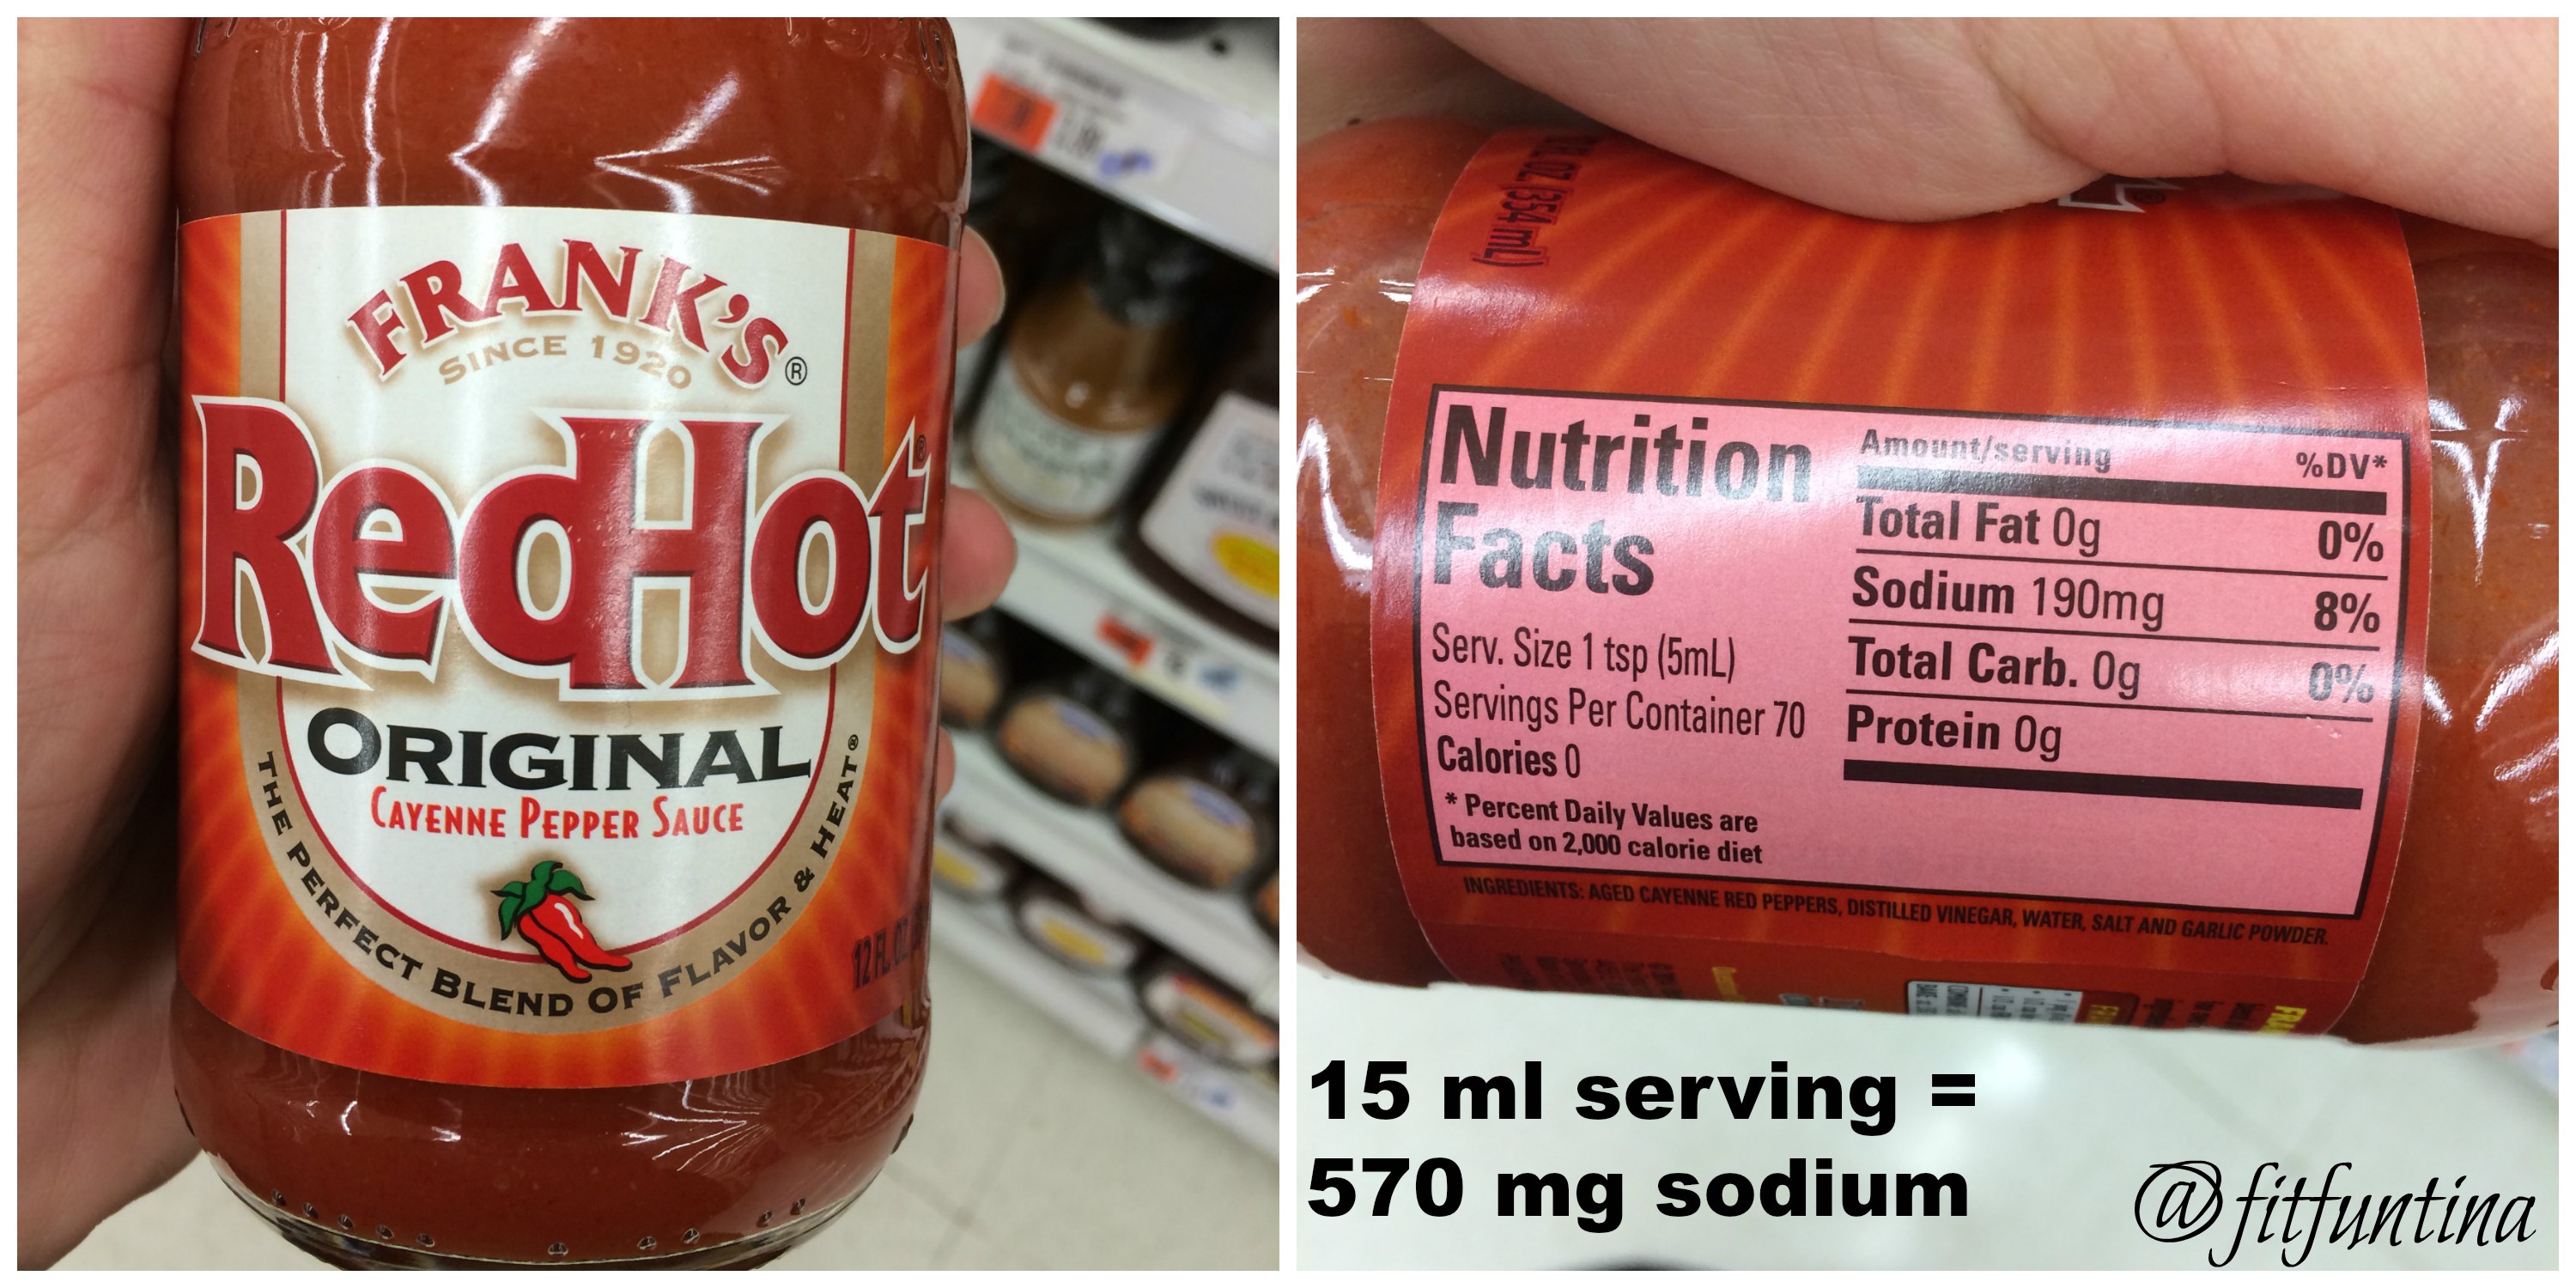 FRANK'S®
SINCE 1920
RedHot®
ORIGINAL
CAYENNE PEPPER SAUCE
THE PERFECT BLEND OF FLAVOR & HEAT®
12 FL. OZ.
(354 mL)
Nutrition
Facts
Serv. Size 1 tsp (5mL)
Servings Per Container 70
Calories 0
* Percent Daily Values are
based on 2,000 calorie diet
Amount/serving %DV*
Total Fat 0g 0%
Sodium 190mg 8%
Total Carb. 0g 0%
Protein 0g
INGREDIENTS: AGED CAYENNE RED PEPPERS, DISTILLED VINEGAR, WATER, SALT AND GARLIC POWDER.
15 ml serving =
570 mg sodium
@fitfuntina